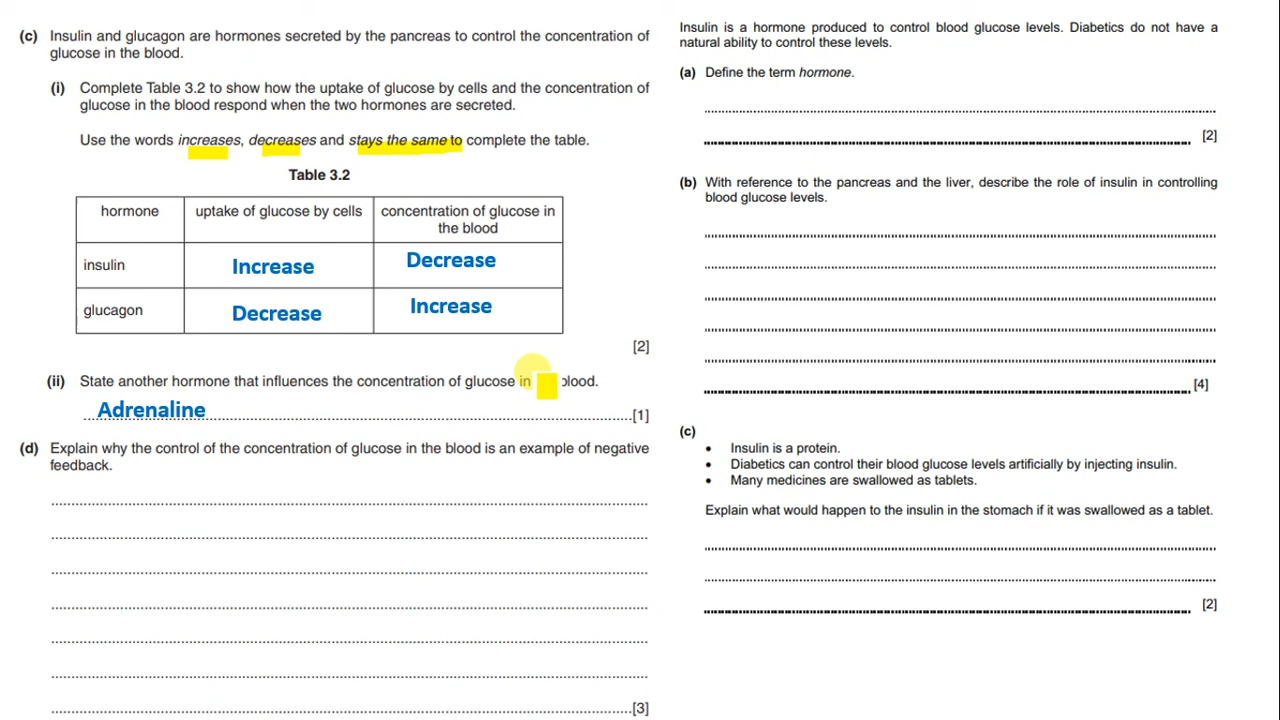 (c) Insulin and glucagon are hormones secreted by the pancreas to control the concentration of
glucose in the blood.
(i) Complete Table 3.2 to show how the uptake of glucose by cells and the concentration of
glucose in the blood respond when the two hormones are secreted.
Use the words increases, decreases and stays the same to complete the table.
Table 3.2
hormone uptake of glucose by cells concentration of glucose in
the blood
insulin Increase Decrease
glucagon Decrease Increase
[2]
(ii) State another hormone that influences the concentration of glucose in blood.
Adrenaline [1]
(d) Explain why the control of the concentration of glucose in the blood is an example of negative
feedback.
[3]
Insulin is a hormone produced to control blood glucose levels. Diabetics do not have a
natural ability to control these levels.
(a) Define the term hormone.
[2]
(b) With reference to the pancreas and the liver, describe the role of insulin in controlling
blood glucose levels.
[4]
(c)
• Insulin is a protein.
• Diabetics can control their blood glucose levels artificially by injecting insulin.
• Many medicines are swallowed as tablets.
Explain what would happen to the insulin in the stomach if it was swallowed as a tablet.
[2]